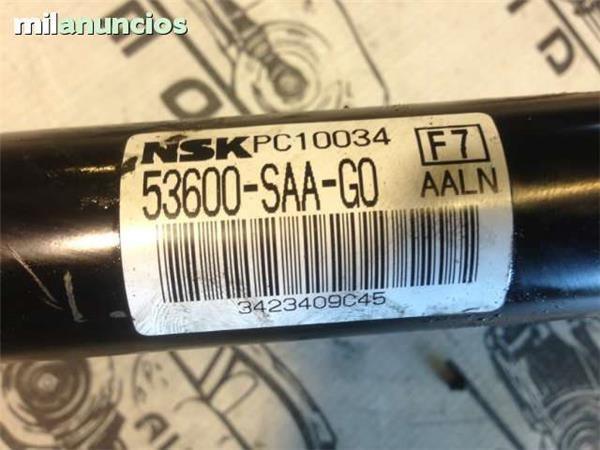 milanuncios
NSK PC10034
F7
53600-SAA-G0
AALN
3423409C45